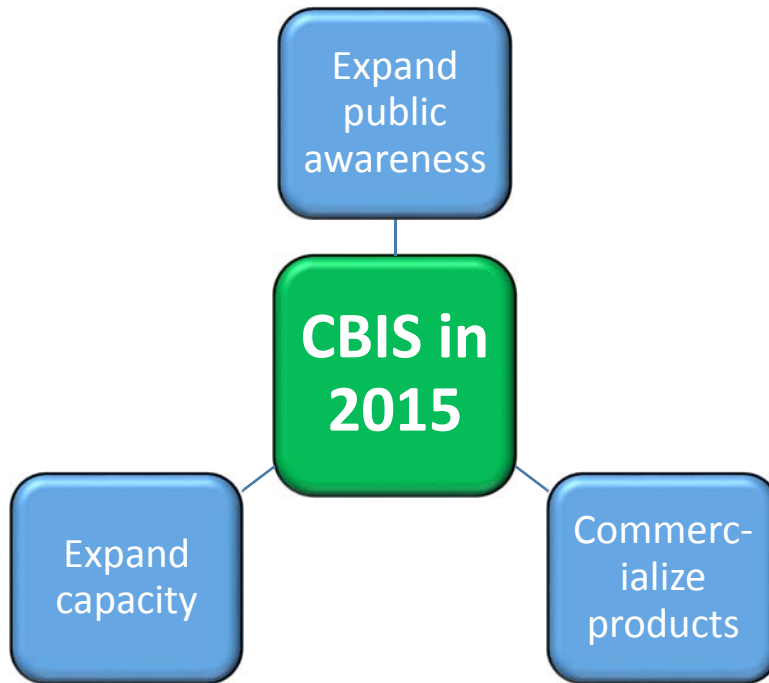 Expand
public
awareness
CBIS in
2015
Expand
capacity
Commerc-
ialize
products